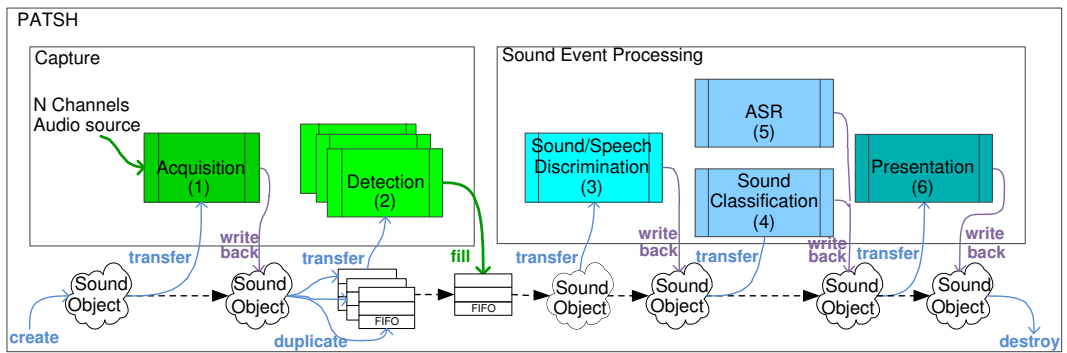 PATSH
Capture
Sound Event Processing
N Channels
Audio source
Acquisition
(1)
Detection
(2)
Sound/Speech
Discrimination
(3)
ASR
(5)
Sound
Classification
(4)
Presentation
(6)
write
back
write
back
write
back
write
back
transfer
transfer
fill
transfer
transfer
transfer
Sound
Object
Sound
Object
FIFO
FIFO
Sound
Object
Sound
Object
Sound
Object
Sound
Object
create
duplicate
destroy